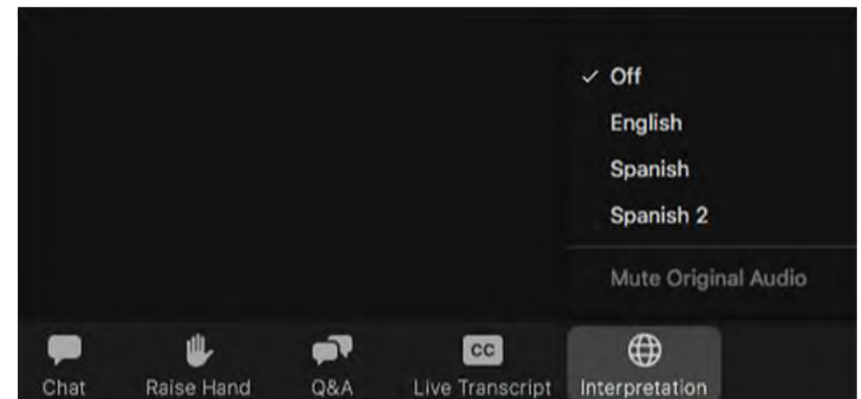 ✓ Off
English
Spanish
Spanish 2
Mute Original Audio
CC
Chat Raise Hand Q&A Live Transcript Interpretation